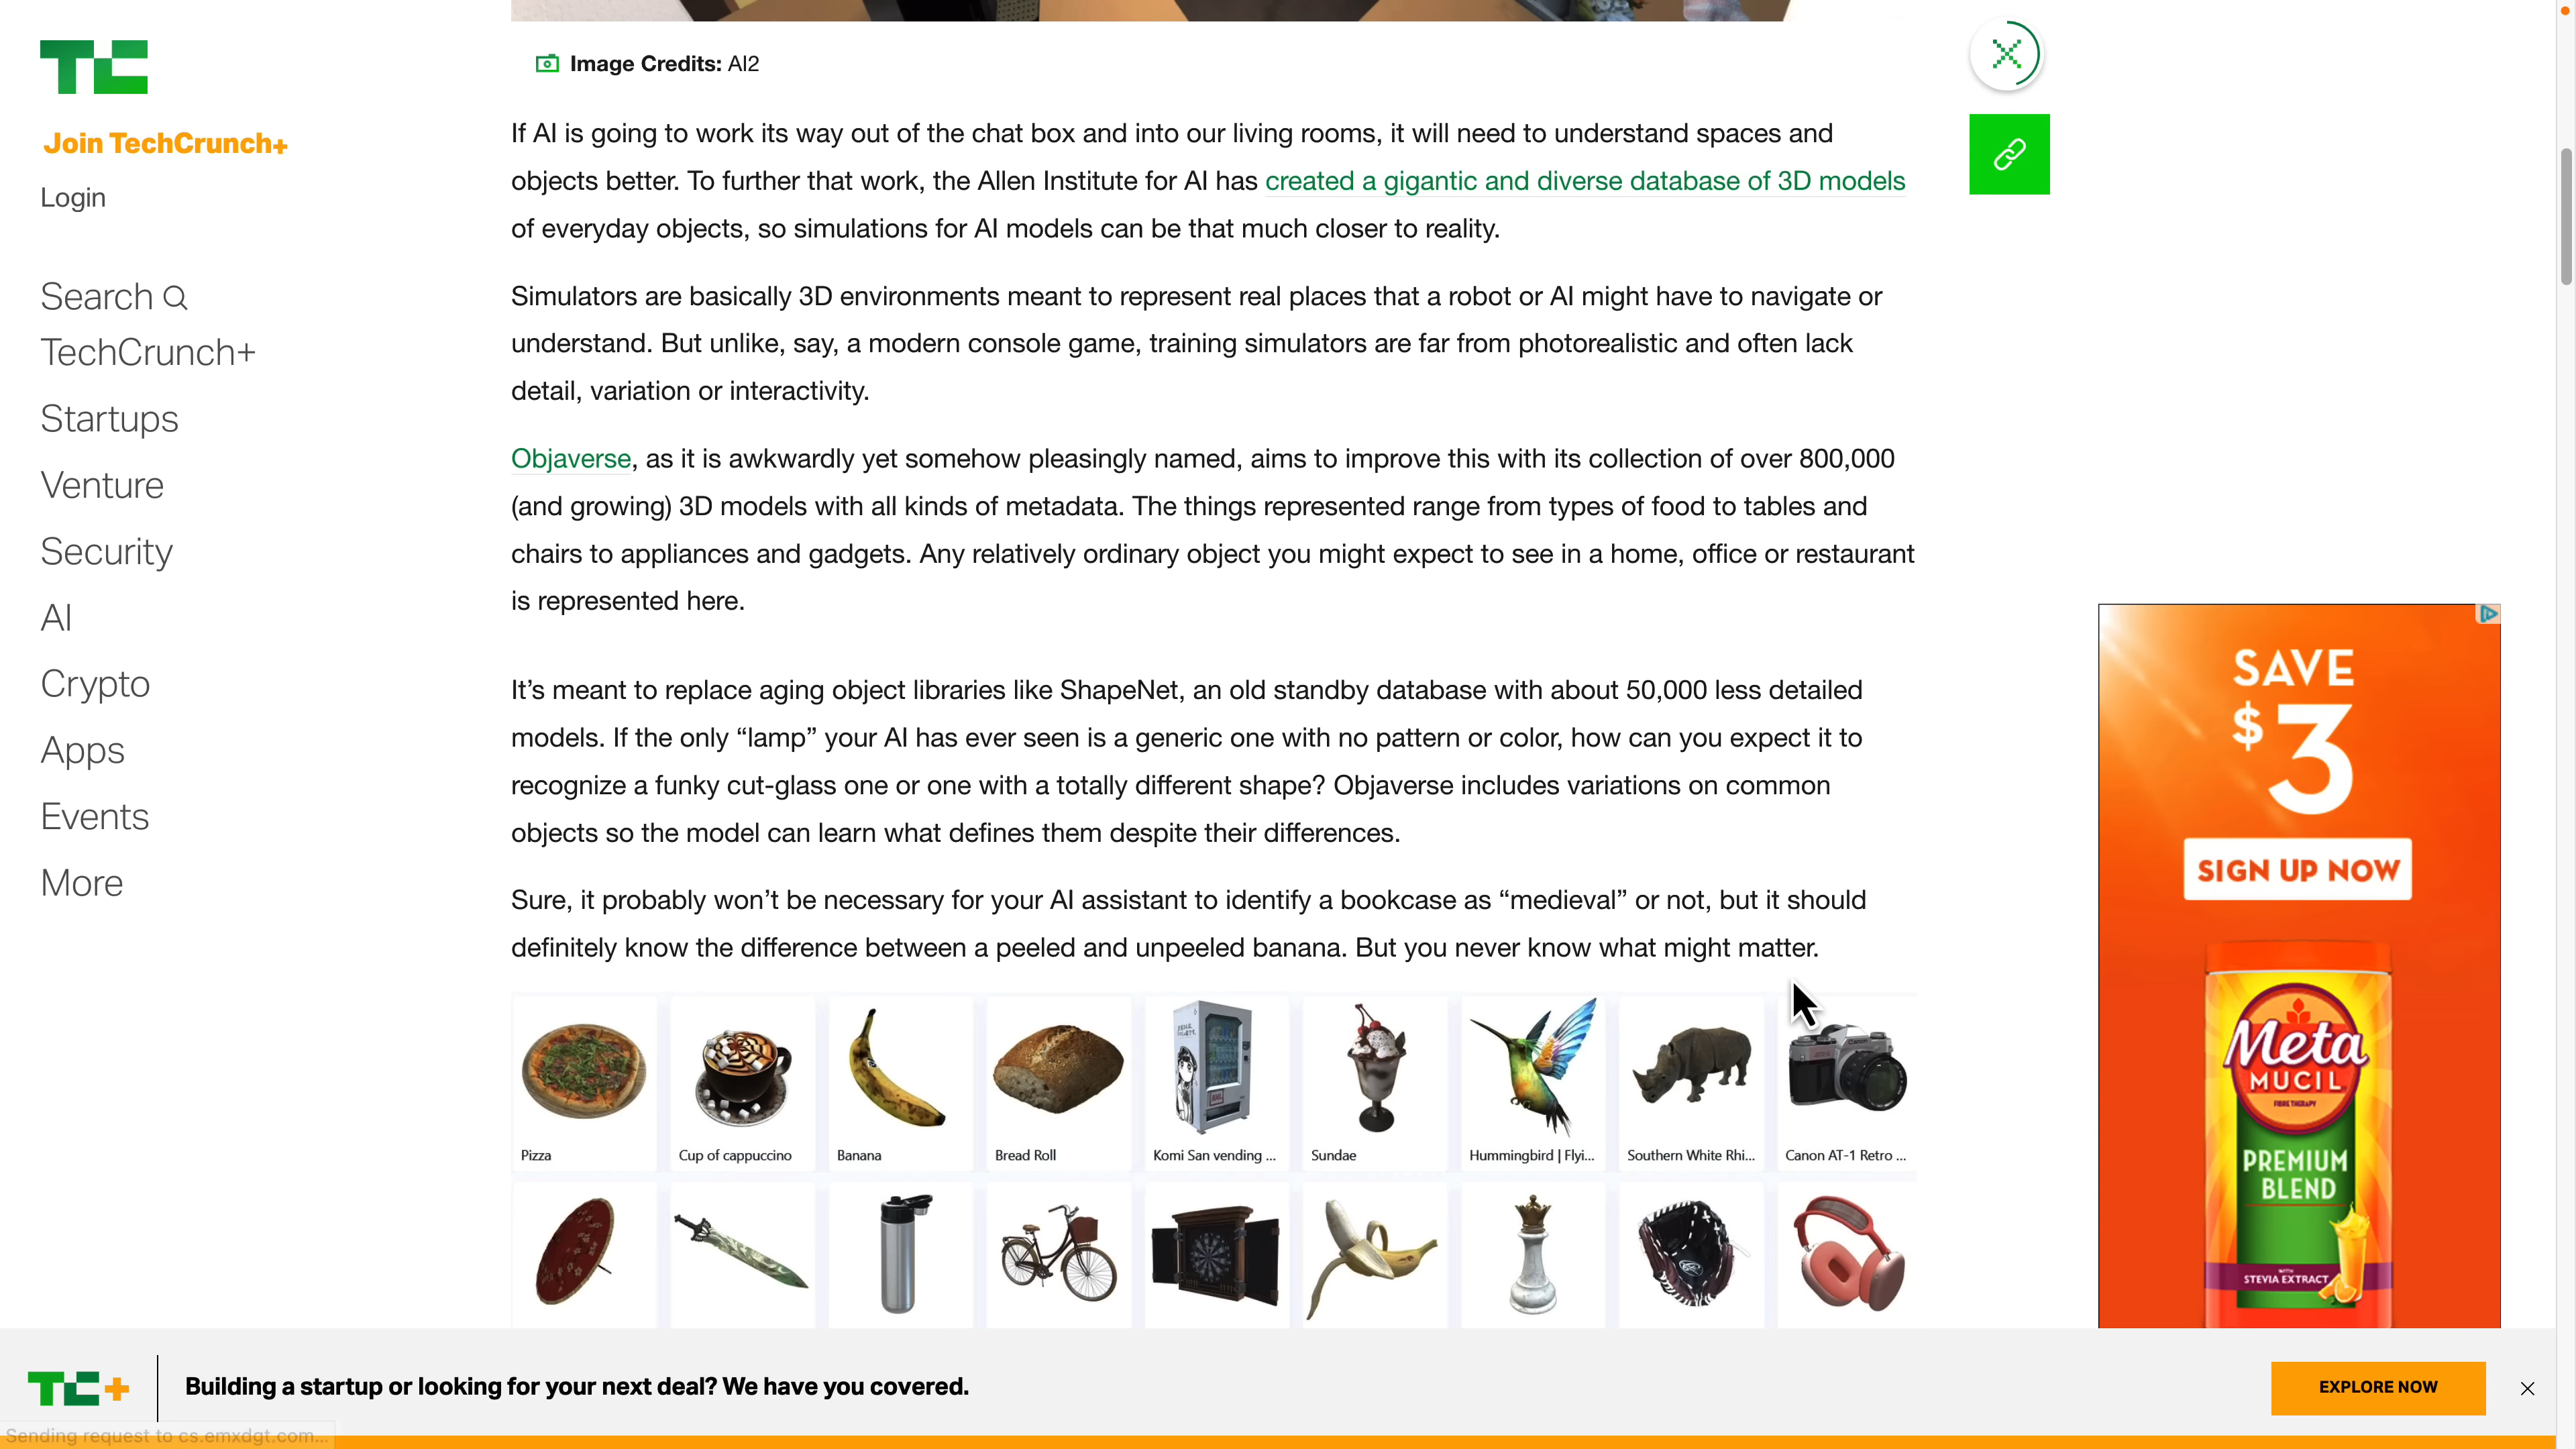 Image Credits: AI2
Join TechCrunch+
Login
Search
TechCrunch+
Startups
Venture
Security
AI
Crypto
Apps
Events
More
If AI is going to work its way out of the chat box and into our living rooms, it will need to understand spaces and
objects better. To further that work, the Allen Institute for AI has created a gigantic and diverse database of 3D models
of everyday objects, so simulations for AI models can be that much closer to reality.
Simulators are basically 3D environments meant to represent real places that a robot or AI might have to navigate or
understand. But unlike, say, a modern console game, training simulators are far from photorealistic and often lack
detail, variation or interactivity.
Objaverse, as it is awkwardly yet somehow pleasingly named, aims to improve this with its collection of over 800,000
(and growing) 3D models with all kinds of metadata. The things represented range from types of food to tables and
chairs to appliances and gadgets. Any relatively ordinary object you might expect to see in a home, office or restaurant
is represented here.
It’s meant to replace aging object libraries like ShapeNet, an old standby database with about 50,000 less detailed
models. If the only “lamp” your AI has ever seen is a generic one with no pattern or color, how can you expect it to
recognize a funky cut-glass one or one with a totally different shape? Objaverse includes variations on common
objects so the model can learn what defines them despite their differences.
Sure, it probably won’t be necessary for your AI assistant to identify a bookcase as “medieval” or not, but it should
definitely know the difference between a peeled and unpeeled banana. But you never know what might matter.
Pizza
Cup of cappuccino
Banana
Bread Roll
Komi San vending ...
Sundae
Hummingbird | Flyi...
Southern White Rhi...
Canon AT-1 Retro ...
SAVE
$3
SIGN UP NOW
Meta
MUCIL
FIBRE THERAPY
PREMIUM
BLEND
WITH
STEVIA EXTRACT
TC+
Building a startup or looking for your next deal? We have you covered.
EXPLORE NOW
Sending request to cs.emxdgt.com...